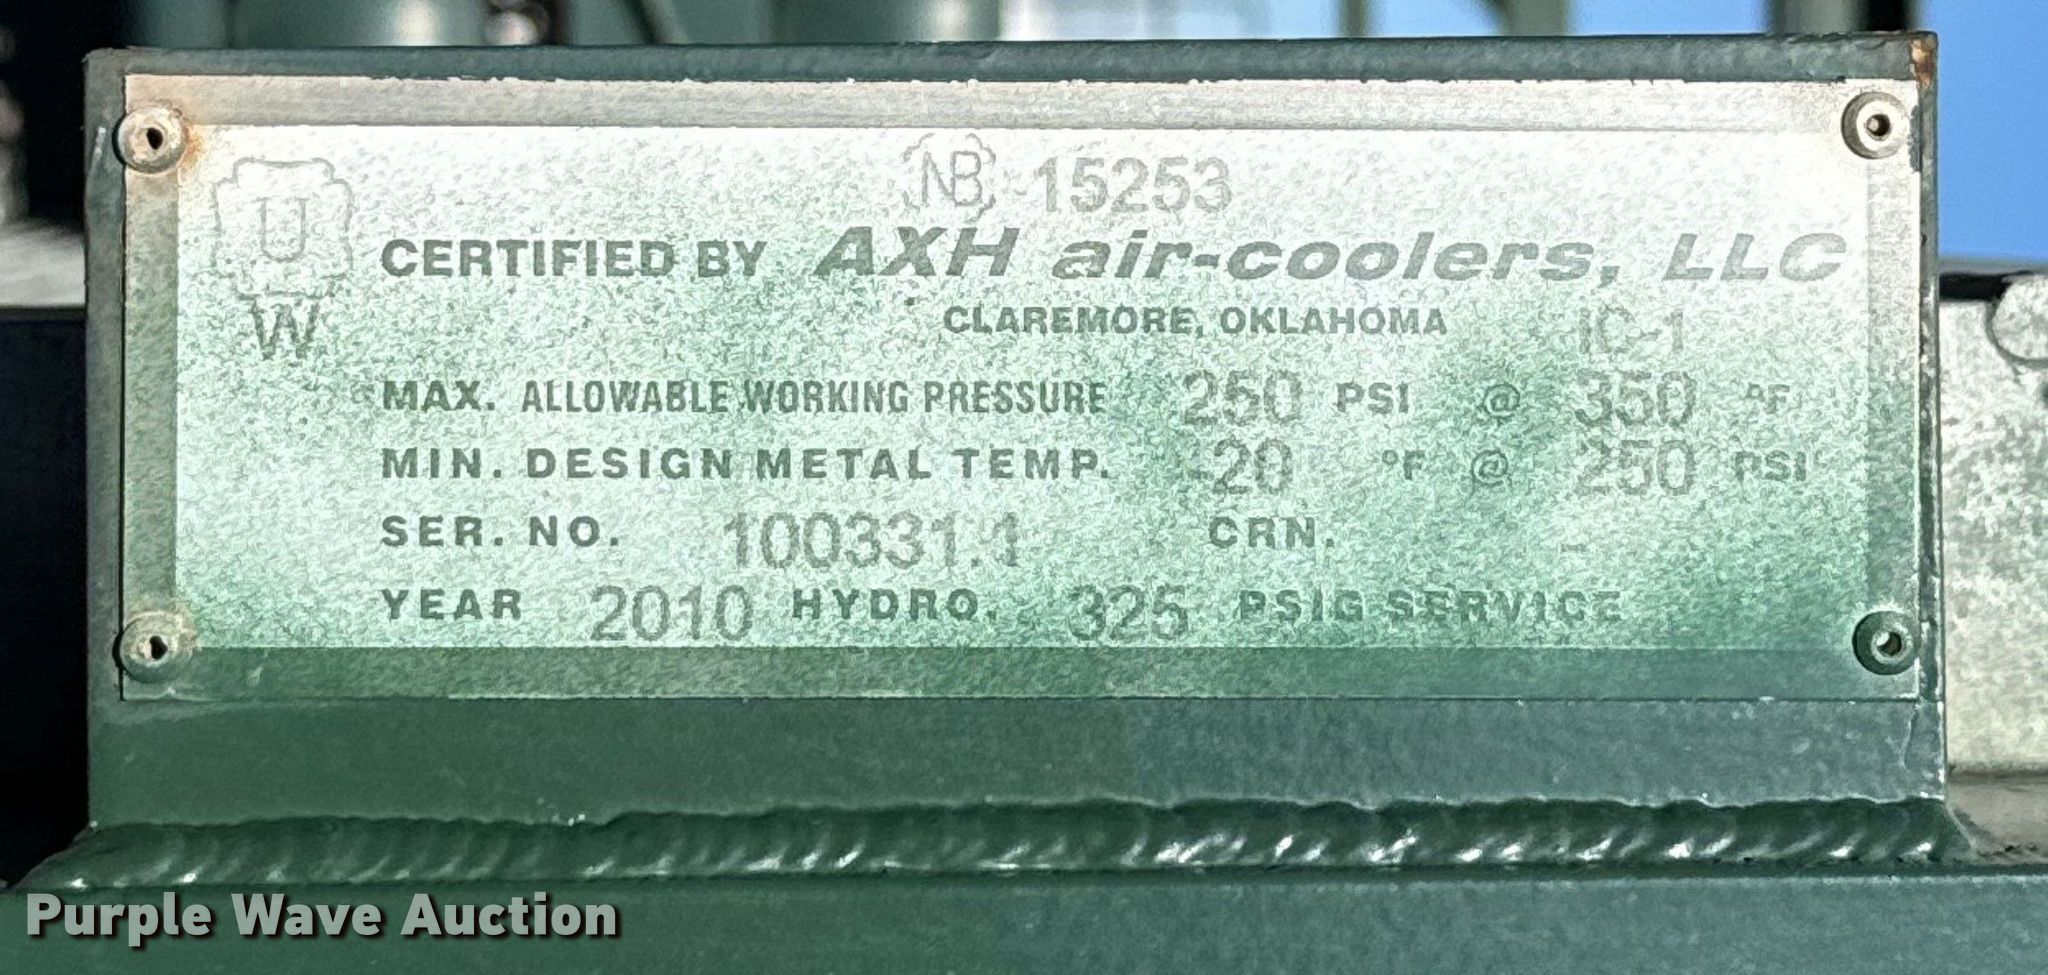 NB 15253
U
W
CERTIFIED BY AXH air-coolers, LLC
CLAREMORE, OKLAHOMA IC-1
MAX. ALLOWABLE WORKING PRESSURE 250 PSI @ 350 °F
MIN. DESIGN METAL TEMP. -20 °F @ 250 PSI
SER. NO. 100331.1 CRN. -
YEAR 2010 HYDRO. 325 PSIG SERVICE
Purple Wave Auction